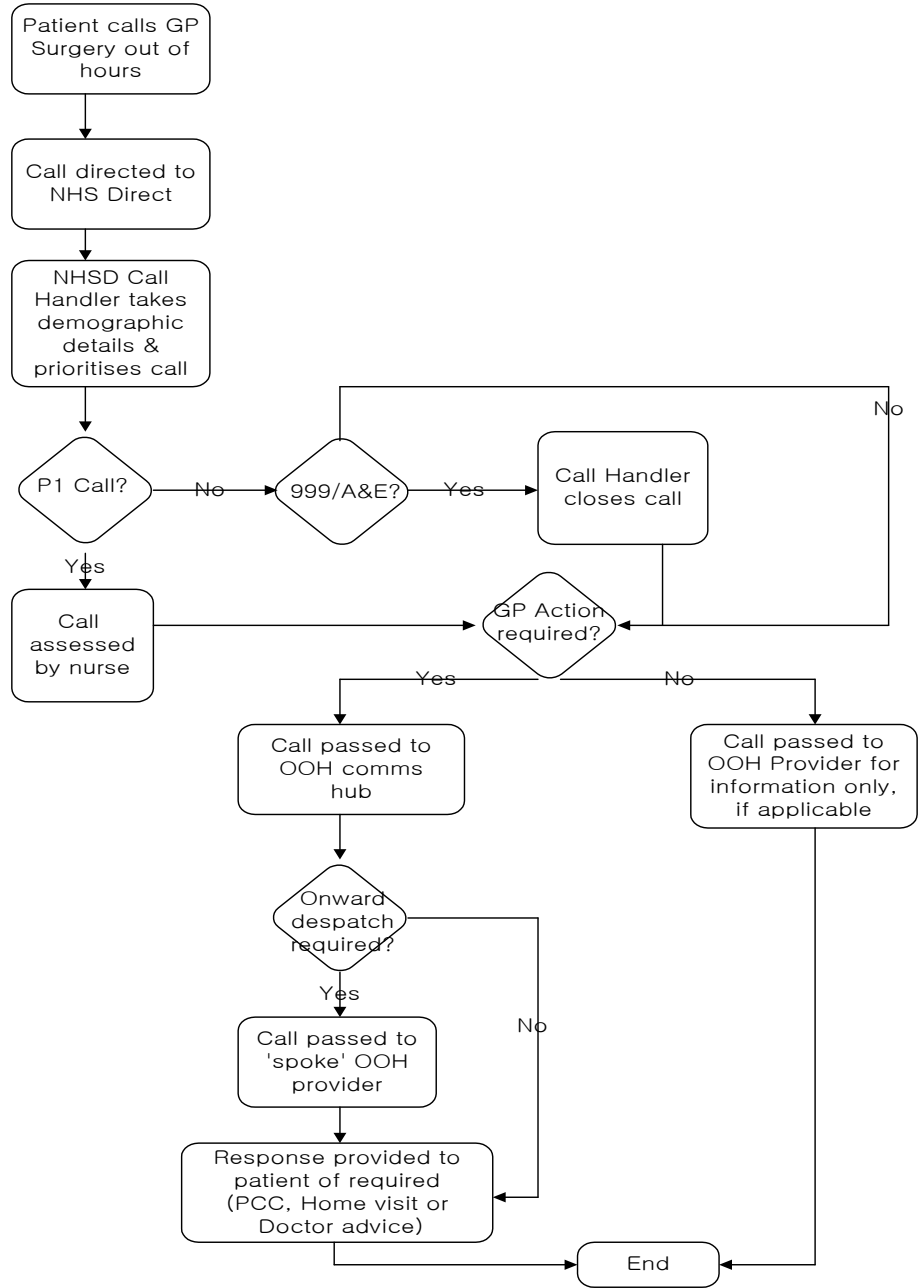 Patient calls GP
Surgery out of
hours
Call directed to
NHS Direct
NHSD Call
Handler takes
demographic
details &
prioritises call
No
P1 Call?
No
999/A&E?
Yes
Call Handler
closes call
Yes
Call
assessed
by nurse
GP Action
required?
Yes
No
Call passed to
OOH comms
hub
Call passed to
OOH Provider for
information only,
if applicable
Onward
despatch
required?
Yes
No
Call passed to
'spoke' OOH
provider
Response provided to
patient of required
(PCC, Home visit or
Doctor advice)
End